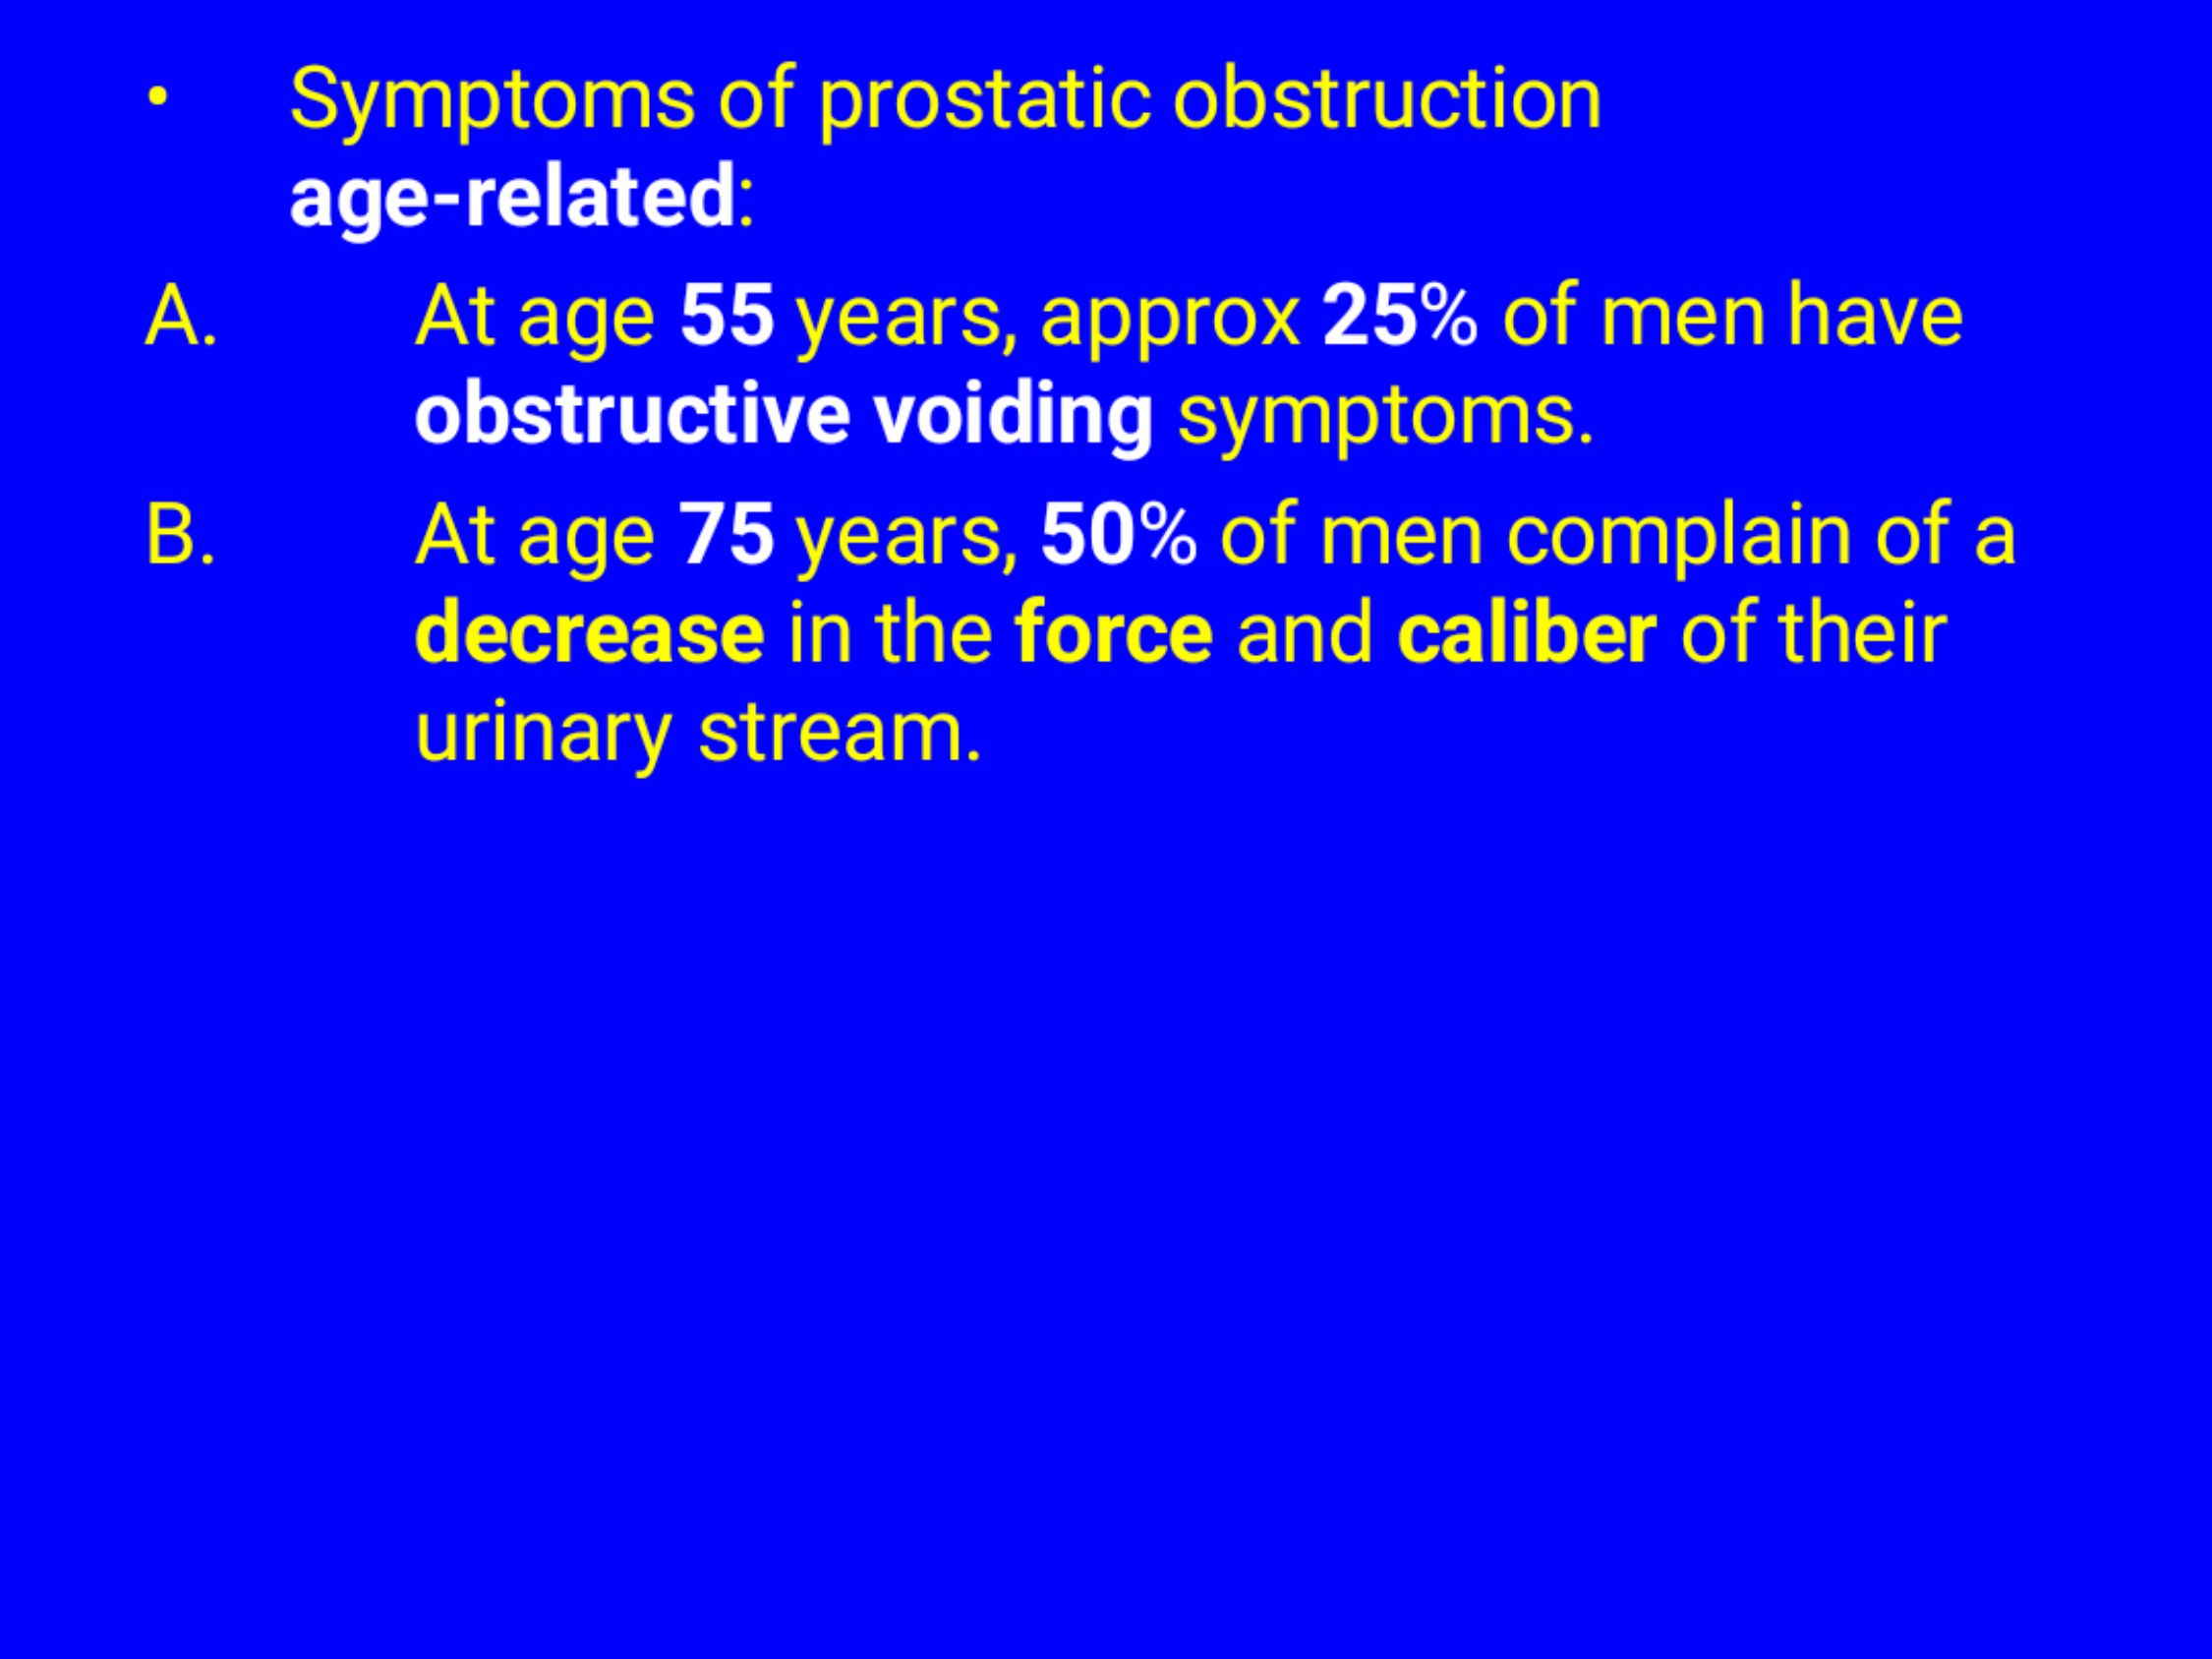 • Symptoms of prostatic obstruction
age-related:
A. At age 55 years, approx 25% of men have
obstructive voiding symptoms.
B. At age 75 years, 50% of men complain of a
decrease in the force and caliber of their
urinary stream.